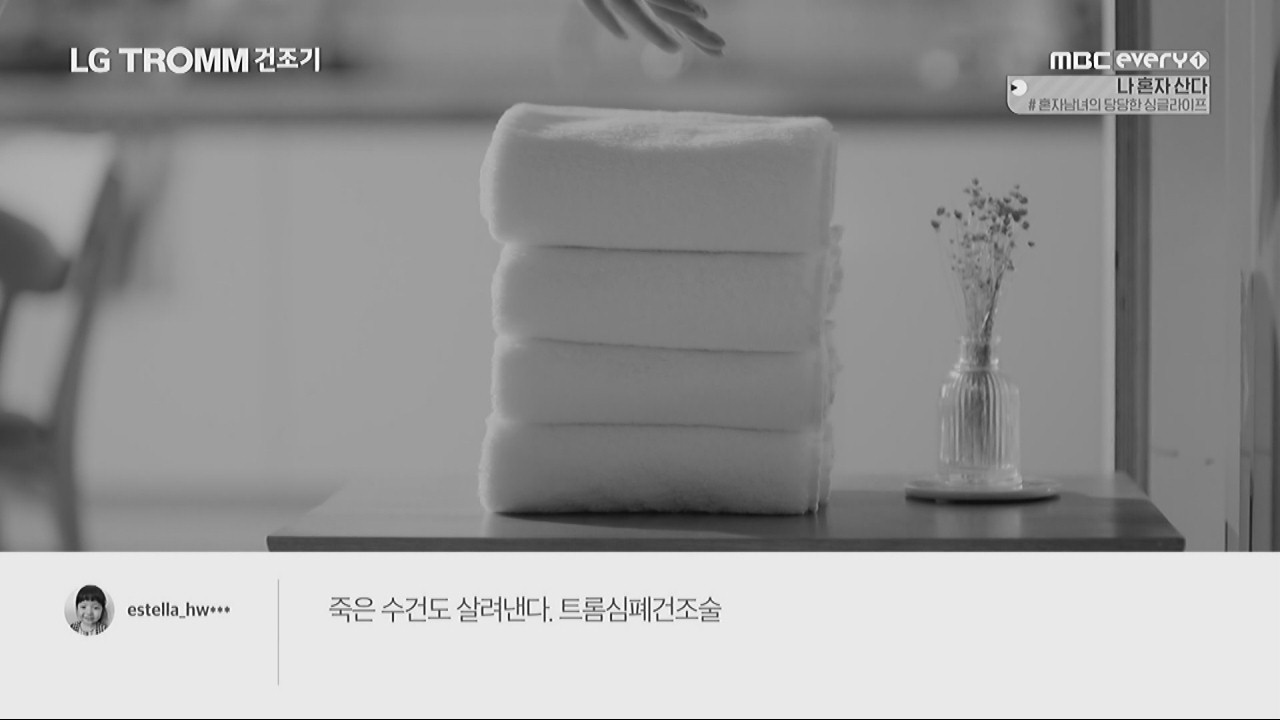 LG TROMM 건조기
MBC every1
나 혼자 산다
# 혼자남녀의 당당한 싱글라이프
estella_hw***
죽은 수건도 살려낸다. 트롬심폐건조술